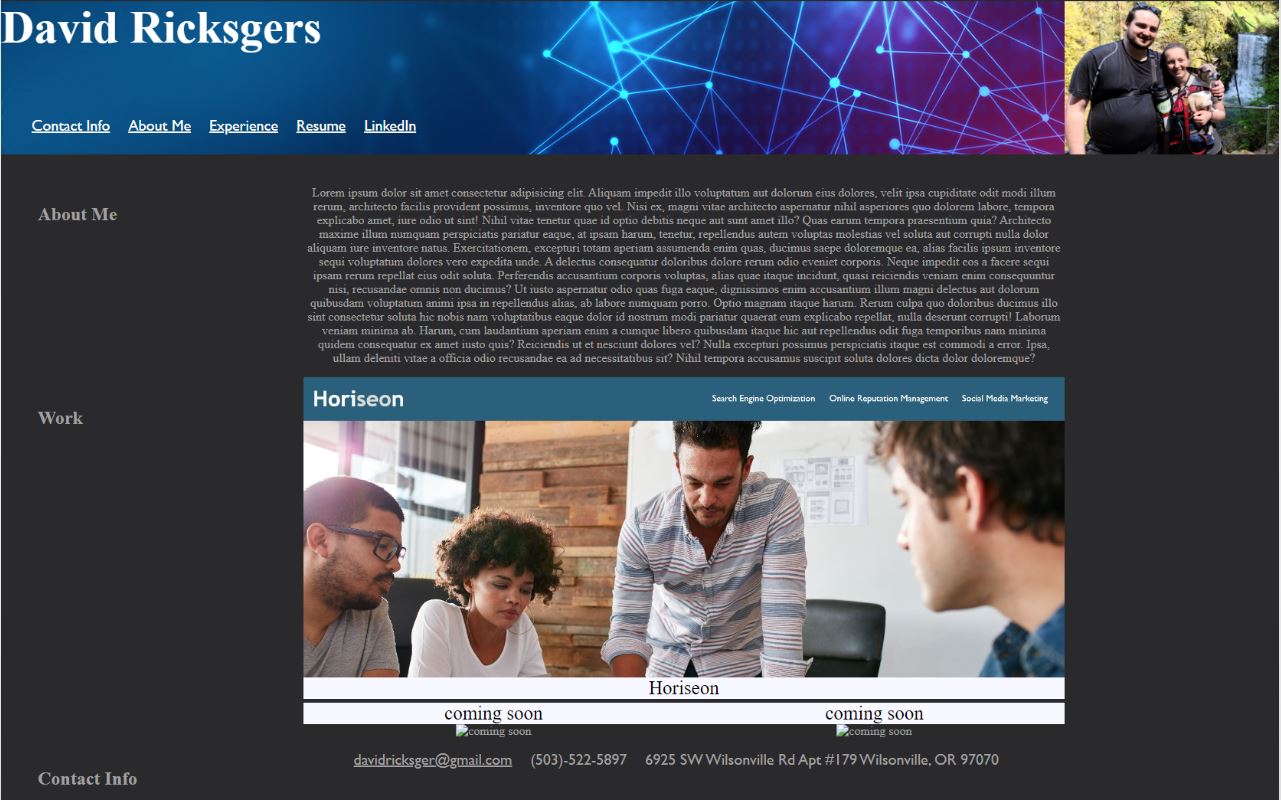 David Ricksgers
Contact Info About Me Experience Resume LinkedIn
About Me
Lorem ipsum dolor sit amet consectetur adipisicing elit. Aliquam impedit illo voluptatum aut dolorum eius dolores, velit ipsa cupiditate odit modi illum
rerum, architecto facilis provident possimus, inventore quo vel. Nisi ex, magni vitae architecto aspernatur nihil asperiores quo dolorem labore, tempora
explicabo amet, iure odio ut sint! Nihil vitae tenetur quae id optio debitis neque aut sunt amet illo? Quas earum tempora praesentium quia? Architecto
maxime illum numquam perspiciatis pariatur eaque, at ipsam harum, tenetur, repellendus autem voluptas molestias vel soluta aut corrupti nulla dolor
aliquam iure inventore natus. Exercitationem, excepturi totam aperiam assumenda enim quas, ducimus saepe doloremque ea, alias facilis ipsum inventore
sequi voluptatum dolores vero expedita unde. A delectus consequatur doloribus dolore rerum odio eveniet corporis. Neque impedit eos a facere sequi
ipsam rerum repellat eius odit soluta. Perferendis accusantium corporis voluptas, alias quae itaque incidunt, quasi reiciendis veniam enim consequuntur
nisi, recusandae omnis non ducimus? Ut iusto aspernatur odio quas fuga eaque, dignissimos enim accusantium illum magni delectus aut dolorum
quibusdam voluptatum animi ipsa in repellendus alias, ab labore numquam porro. Optio magnam itaque harum. Rerum culpa quo doloribus ducimus illo
sint consectetur soluta hic nobis nam voluptatibus eaque dolor id nostrum modi pariatur quaerat eum explicabo repellat, nulla deserunt corrupti! Laborum
veniam minima ab. Harum, cum laudantium aperiam enim a cumque libero quibusdam itaque hic aut repellendus odit fuga temporibus nam minima
quidem consequatur ex amet iusto quis? Reiciendis ut et nesciunt dolores vel? Nulla excepturi possimus perspiciatis itaque est commodi a error. Ipsa,
ullam deleniti vitae a officia odio recusandae ea ad necessitatibus sit? Nihil tempora accusamus suscipit soluta dolores dicta dolor doloremque?
Work
Horiseon Search Engine Optimization Online Reputation Management Social Media Marketing
Horiseon
coming soon coming soon
coming soon coming soon
Contact Info
davidricksger@gmail.com (503)-522-5897 6925 SW Wilsonville Rd Apt #179 Wilsonville, OR 97070